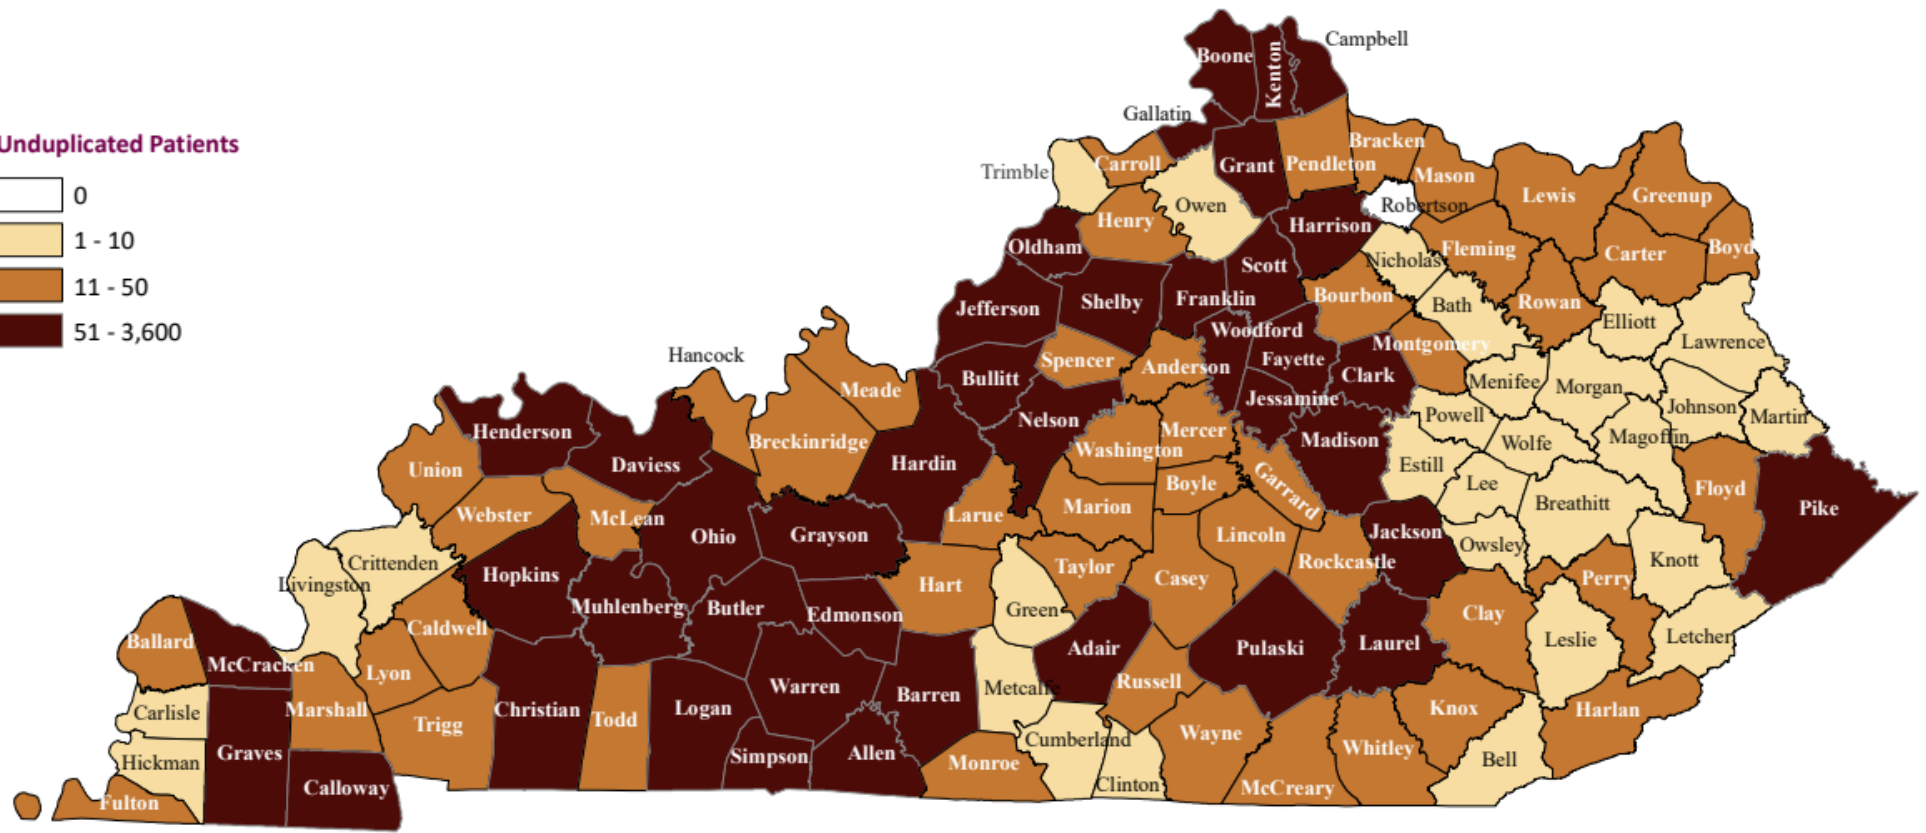 Unduplicated Patients
0
1 - 10
11 - 50
51 - 3,600
Boone
Kenton
Campbell
Gallatin
Grant
Pendleton
Bracken
Mason
Lewis
Greenup
Trimble
Carroll
Owen
Robertson
Henry
Harrison
Nicholas
Fleming
Carter
Boyd
Oldham
Scott
Bourbon
Bath
Rowan
Elliott
Lawrence
Jefferson
Shelby
Franklin
Woodford
Fayette
Clark
Montgomery
Menifee
Morgan
Johnson
Martin
Hancock
Meade
Bullitt
Spencer
Anderson
Jessamine
Powell
Wolfe
Magoffin
Henderson
Daviess
Breckinridge
Hardin
Nelson
Washington
Mercer
Madison
Estill
Lee
Breathitt
Floyd
Pike
Union
Webster
McLean
Ohio
Grayson
Larue
Marion
Boyle
Garrard
Lincoln
Rockcastle
Jackson
Owsley
Knott
Crittenden
Livingston
Hopkins
Muhlenberg
Butler
Edmonson
Hart
Green
Taylor
Casey
Clay
Perry
Leslie
Letcher
Ballard
McCracken
Lyon
Caldwell
Christian
Todd
Logan
Warren
Barren
Metcalfe
Adair
Russell
Pulaski
Laurel
Knox
Harlan
Carlisle
Hickman
Graves
Marshall
Trigg
Simpson
Allen
Monroe
Cumberland
Clinton
Wayne
McCreary
Whitley
Bell
Fulton
Calloway